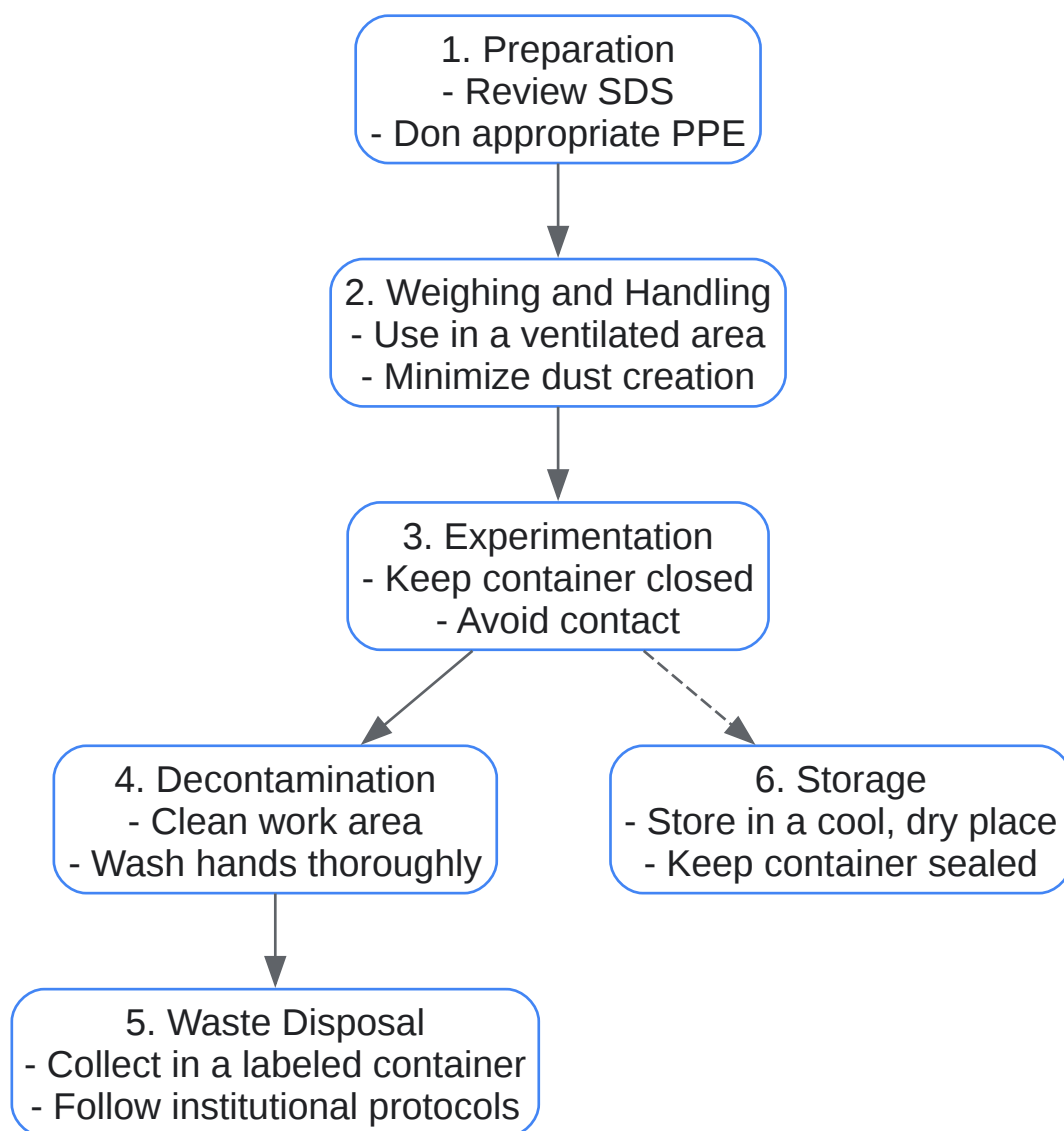 1. Preparation
- Review SDS
- Don appropriate PPE
2. Weighing and Handling
- Use in a ventilated area
- Minimize dust creation
3. Experimentation
- Keep container closed
- Avoid contact
4. Decontamination
- Clean work area
- Wash hands thoroughly
6. Storage
- Store in a cool, dry place
- Keep container sealed
5. Waste Disposal
- Collect in a labeled container
- Follow institutional protocols